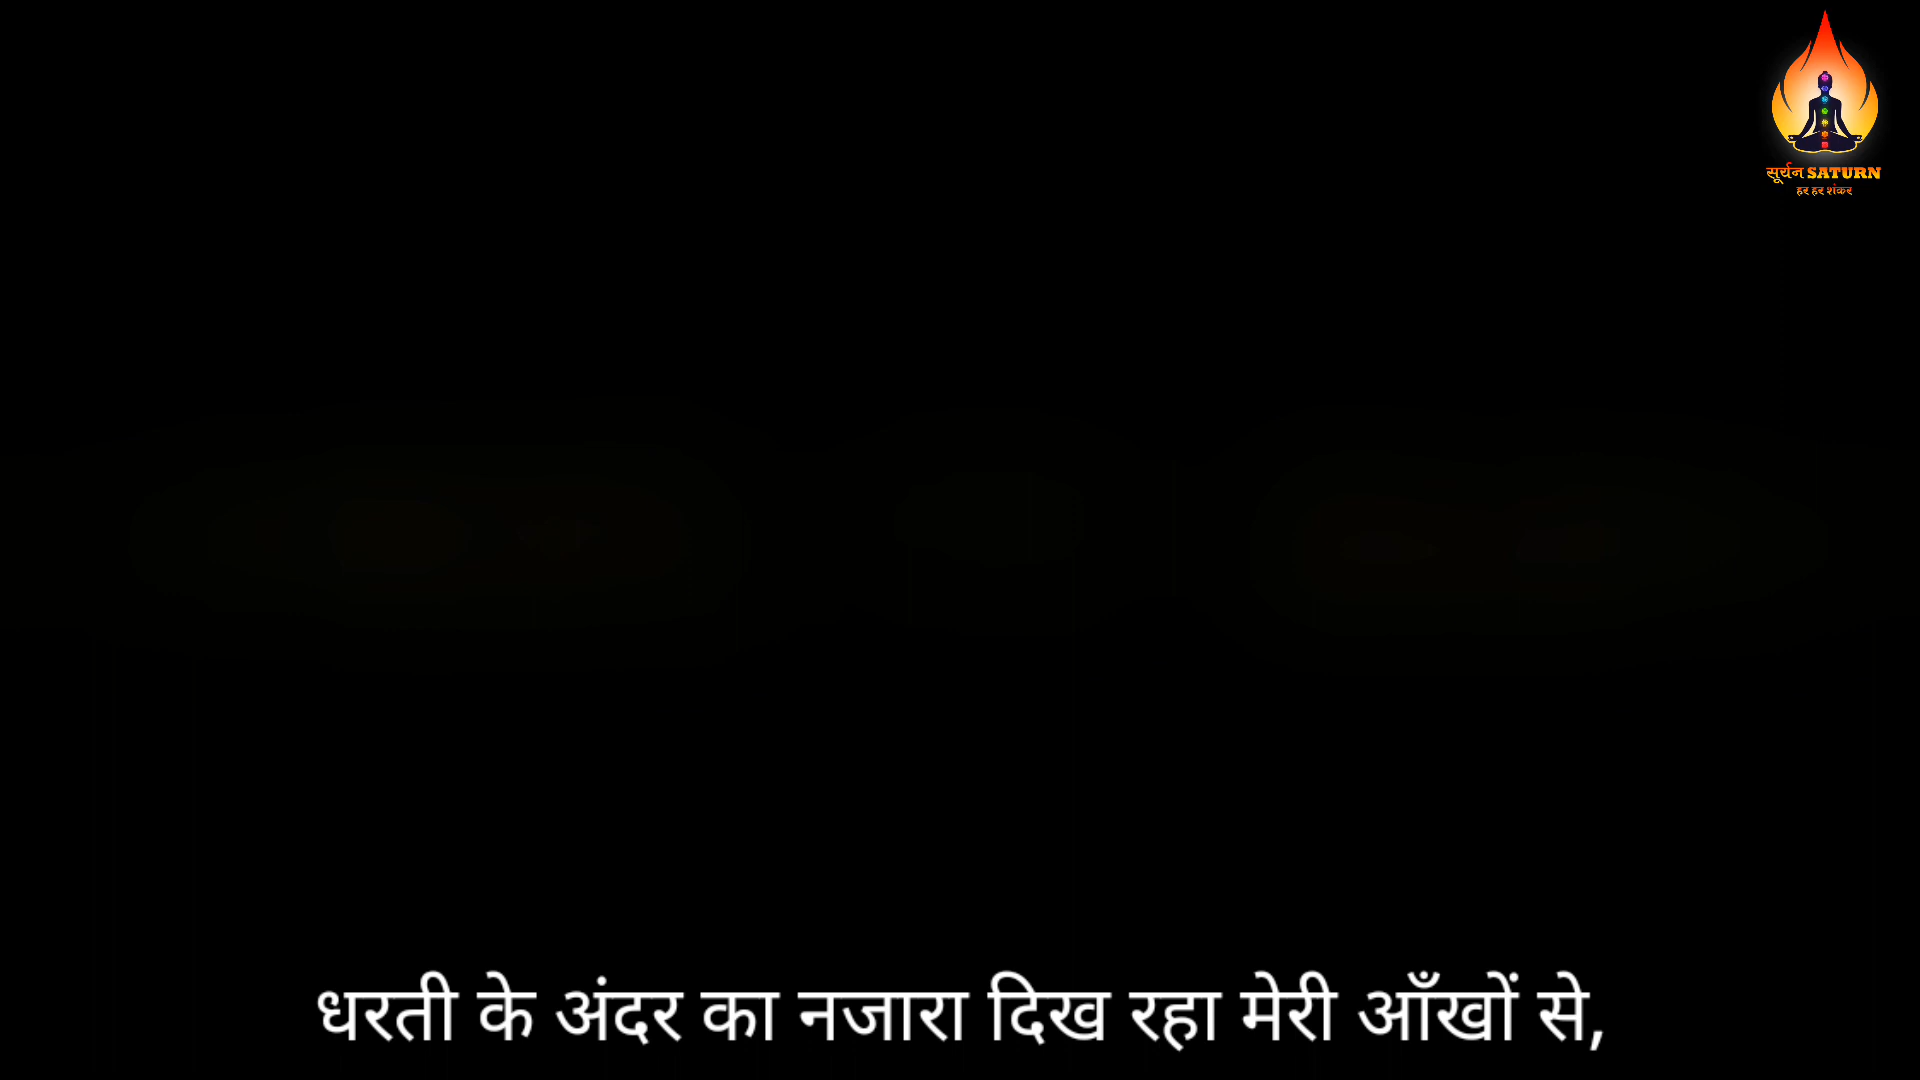 सूर्यन SATURN
हर हर शंकर
धरती के अंदर का नजारा दिख रहा मेरी आँखों से,